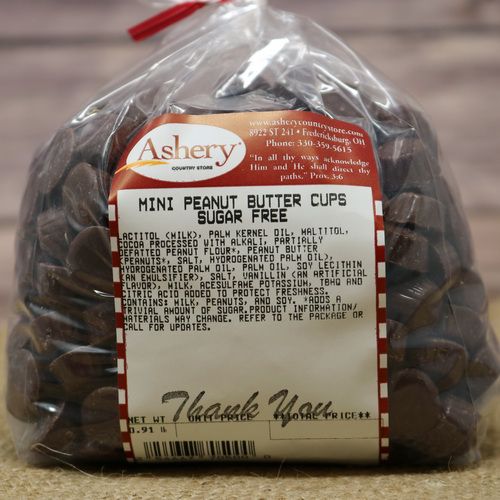 www.asherycountrystore.com
8922 ST 241 • Fredericksburg, OH
Phone: 330-359-5615
"In all thy ways acknowledge
Him and He shall direct thy
paths." Prov. 3:6
Ashery
COUNTRY STORE
MINI PEANUT BUTTER CUPS
SUGAR FREE
LACTITOL (MILK), PALM KERNEL OIL, MALTITOL,
COCOA PROCESSED WITH ALKALI, PARTIALLY
DEFATTED PEANUT FLOUR*, PEANUT BUTTER
(PEANUTS*, SALT, HYDROGENATED PALM OIL),
HYDROGENATED PALM OIL, PALM OIL, SOY LECITHIN
(AN EMULSIFIER), SALT, VANILLIN (AN ARTIFICIAL
FLAVOR), MILK, ACESULFAME POTASSIUM, TBHQ AND
CITRIC ACID ADDED TO PROTECT FRESHNESS.
CONTAINS: MILK, PEANUTS, AND SOY. *ADDS A
TRIVIAL AMOUNT OF SUGAR.PRODUCT INFORMATION/
MATERIALS MAY CHANGE. REFER TO THE PACKAGE OR
CALL FOR UPDATES.
Thank You
NET WT UNIT PRICE **TOTAL PRICE**
0.91 lb